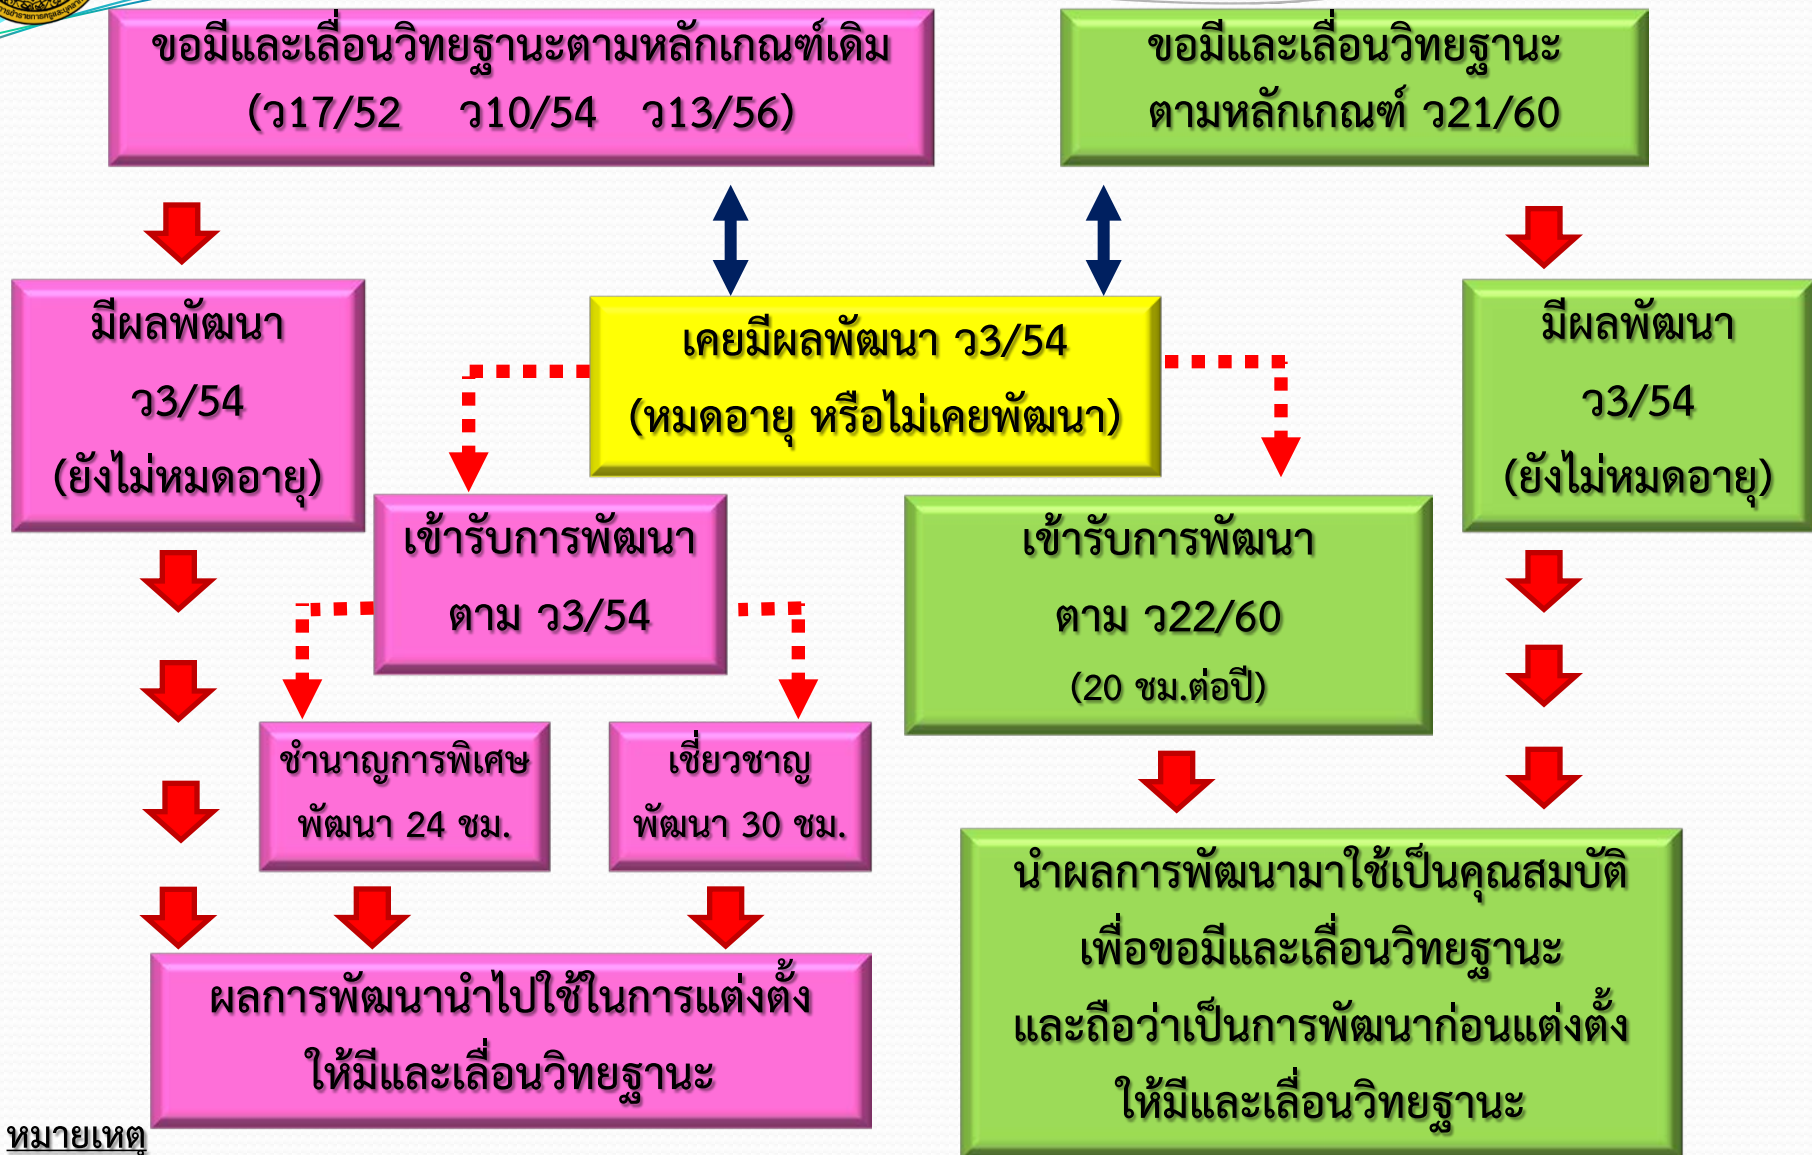 ขอมีและเลื่อนวิทยฐานะตามหลักเกณฑ์เดิม
(ว17/52 ว10/54 ว13/56)
ขอมีและเลื่อนวิทยฐานะ
ตามหลักเกณฑ์ ว21/60
มีผลพัฒนา
ว3/54
(ยังไม่หมดอายุ)
เคยมีผลพัฒนา ว3/54
(หมดอายุ หรือไม่เคยพัฒนา)
มีผลพัฒนา
ว3/54
(ยังไม่หมดอายุ)
เข้ารับการพัฒนา
ตาม ว3/54
เข้ารับการพัฒนา
ตาม ว22/60
(20 ชม.ต่อปี)
ชำนาญการพิเศษ
พัฒนา 24 ชม.
เชี่ยวชาญ
พัฒนา 30 ชม.
ผลการพัฒนานำไปใช้ในการแต่งตั้ง
ให้มีและเลื่อนวิทยฐานะ
นำผลการพัฒนามาใช้เป็นคุณสมบัติ
เพื่อขอมีและเลื่อนวิทยฐานะ
และถือว่าเป็นการพัฒนาก่อนแต่งตั้ง
ให้มีและเลื่อนวิทยฐานะ
หมายเหตุ